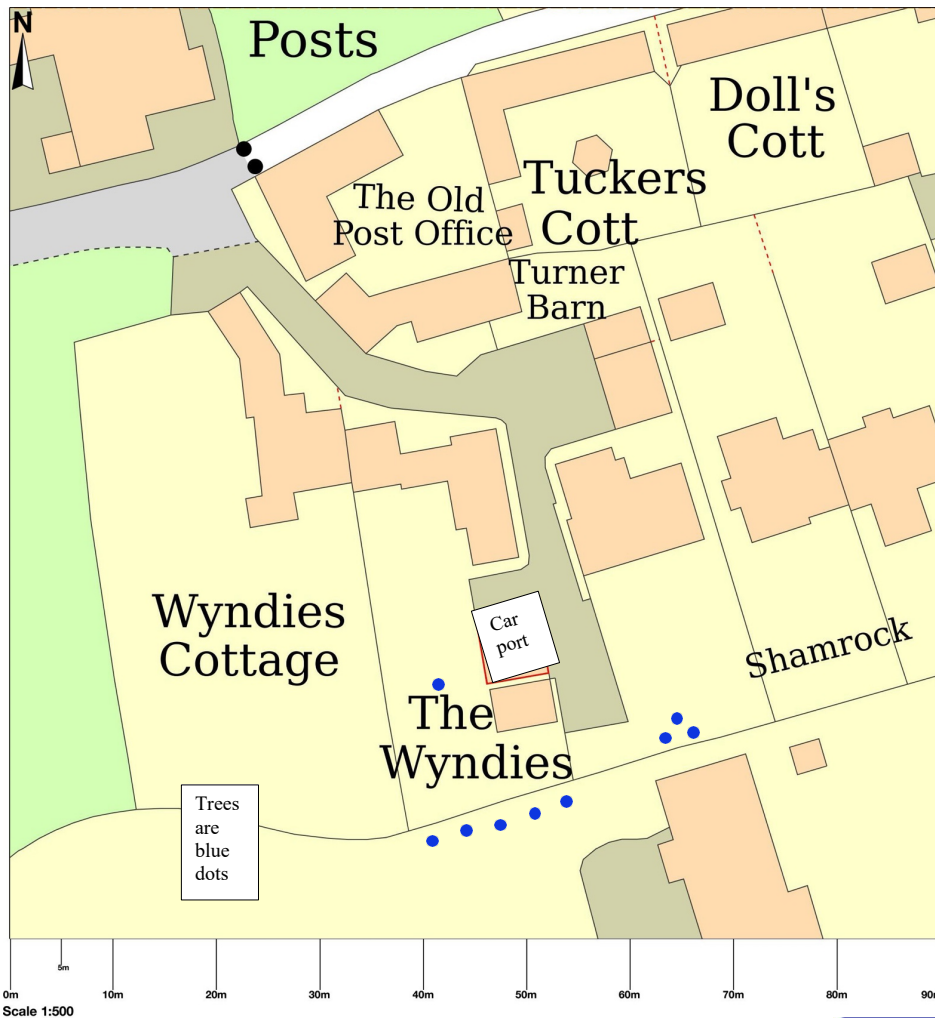 N
Posts
Doll's
Cott
Tuckers
Cott
The Old
Post Office
Turner
Barn
Wyndies
Cottage
Car
port
Shamrock
The
Wyndies
Trees
are
blue
dots
5m
0m 10m 20m 30m 40m 50m 60m 70m 80m 90m
Scale 1:500